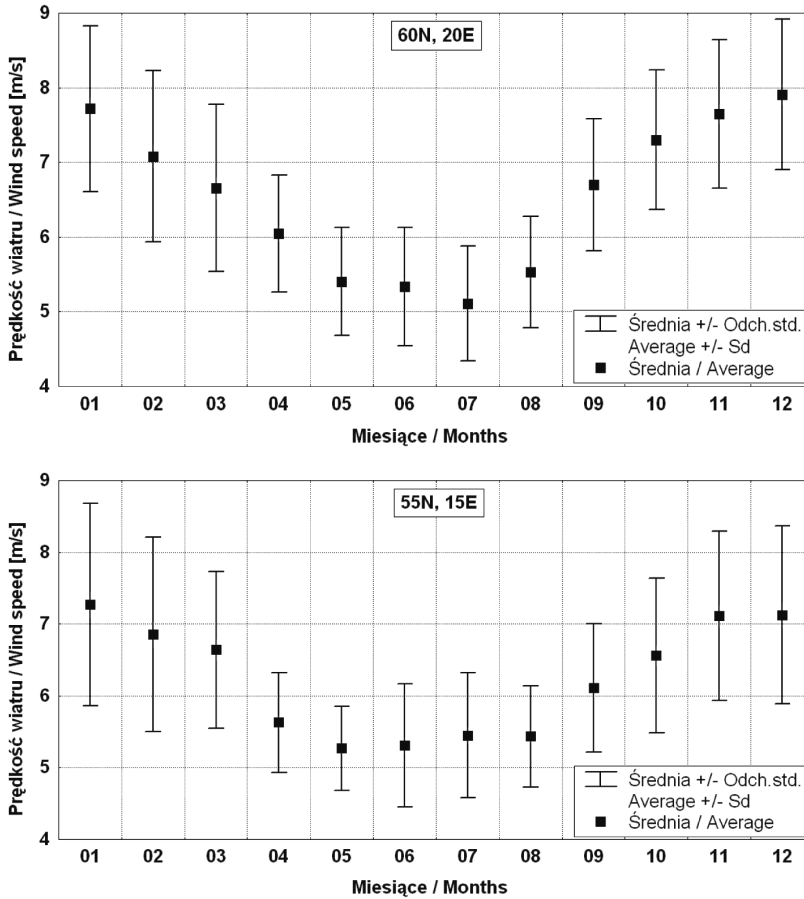 60N, 20E
Prędkość wiatru / Wind speed [m/s]
9
8
7
6
5
4
Średnia +/- Odch.std.
Average +/- Sd
Średnia / Average
01 02 03 04 05 06 07 08 09 10 11 12
Miesiące / Months
55N, 15E
Prędkość wiatru / Wind speed [m/s]
9
8
7
6
5
4
Średnia +/- Odch.std.
Average +/- Sd
Średnia / Average
01 02 03 04 05 06 07 08 09 10 11 12
Miesiące / Months